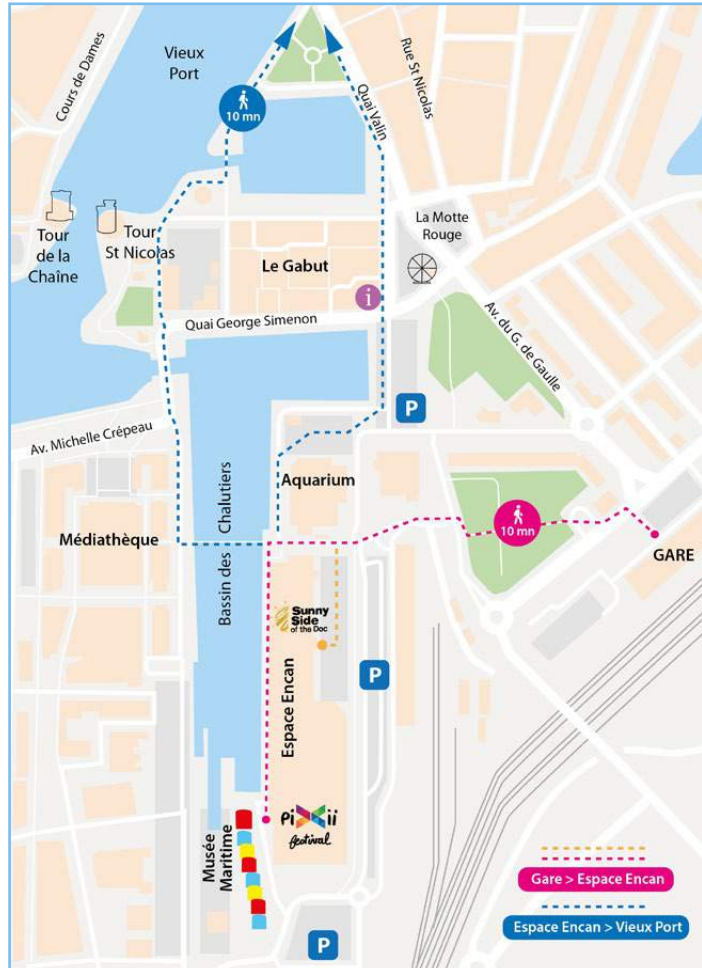 Vieux
Port
Cours de Dames
Rue St Nicolas
Quai Valin
10 mn
La Motte
Rouge
Tour
de la
Chaîne
Tour
St Nicolas
Le Gabut
i
Quai George Simenon
Av. du G. de Gaulle
P
Av. Michelle Crépeau
Aquarium
Médiathèque
Bassin des Chalutiers
10 mn
GARE
Sunny
Side
of the Doc
P
Espace Encan
PiXii
festival
Musée
Maritime
Gare > Espace Encan
Espace Encan > Vieux Port
P